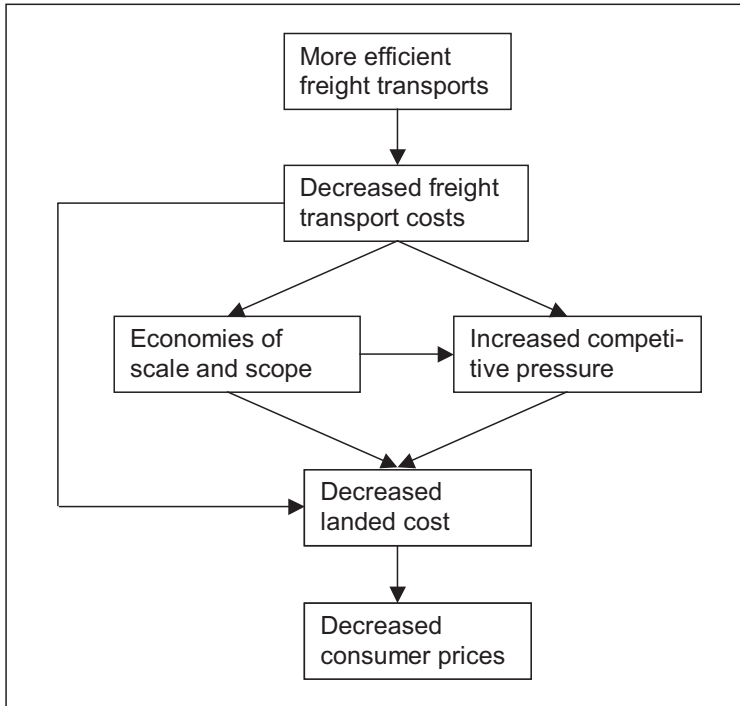 More efficient
freight transports
Decreased freight
transport costs
Economies of
scale and scope
Increased competi-
tive pressure
Decreased
landed cost
Decreased
consumer prices